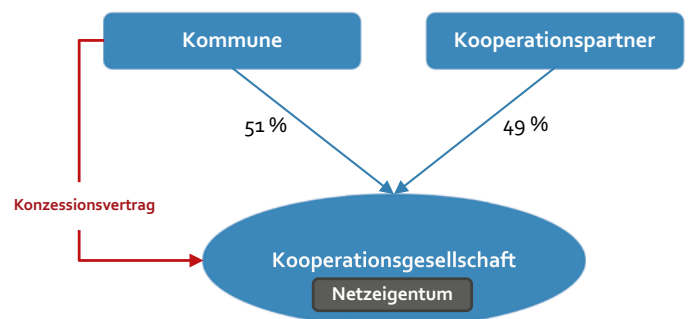 Kommune
Kooperationspartner
51 %
49 %
Konzessionsvertrag
Kooperationsgesellschaft
Netzeigentum